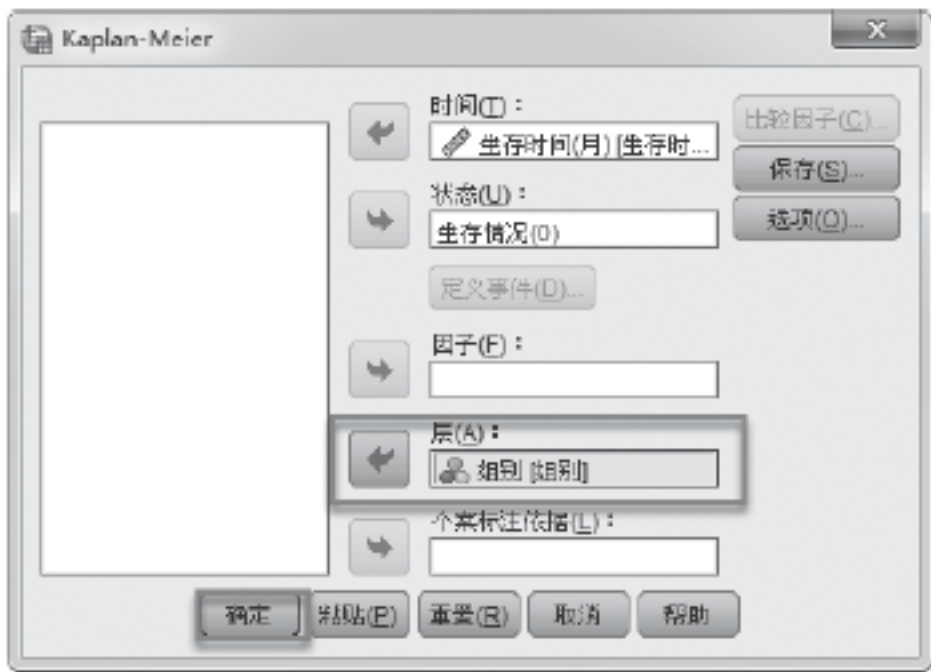 Kaplan-Meier
时间(T)：
生存时间(月) [生存时...
比较因子(C)...
保存(S)...
选项(O)...
状态(U)：
生存情况(0)
定义事件(D)...
因子(F)：
层(A)：
组别 [组别]
个案标注依据(L)：
确定
粘贴(P)
重置(R)
取消
帮助